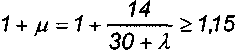 1 + μ = 1 + 14 / (30 + λ) ≥ 1,15